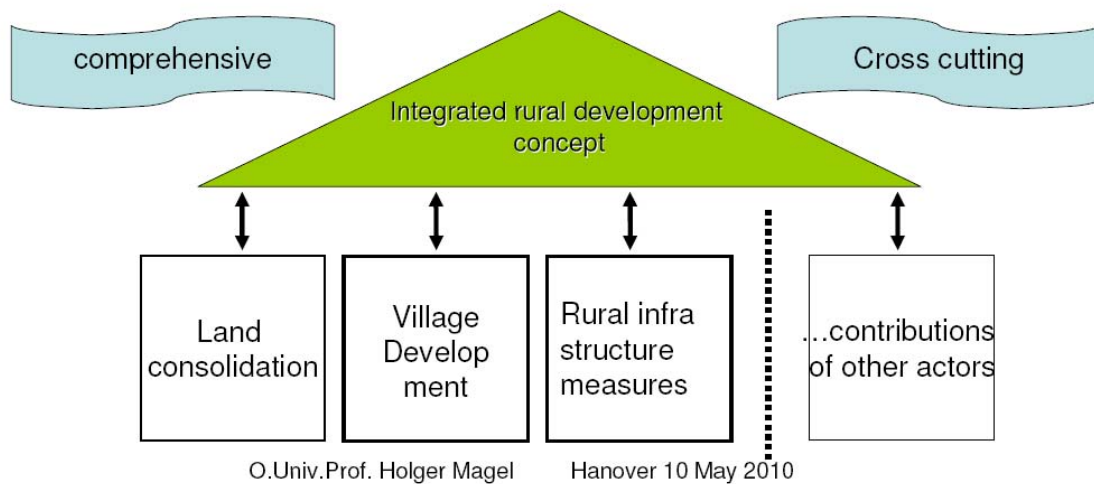 comprehensive
Cross cutting
Integrated rural development
concept
Land
consolidation
Village
Develop
ment
Rural infra
structure
measures
...contributions
of other actors
O.Univ.Prof. Holger Magel
Hanover 10 May 2010